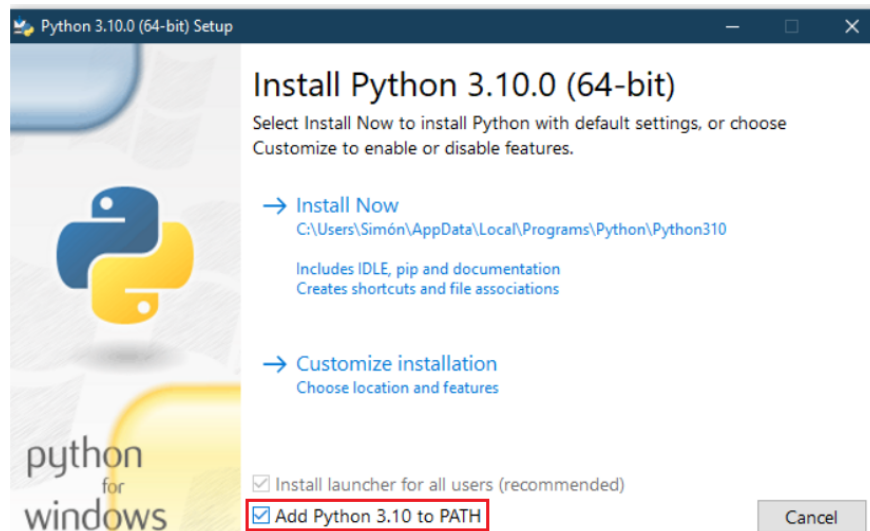 Python 3.10.0 (64-bit) Setup
Install Python 3.10.0 (64-bit)
Select Install Now to install Python with default settings, or choose
Customize to enable or disable features.
Install Now
C:\Users\Simón\AppData\Local\Programs\Python\Python310
Includes IDLE, pip and documentation
Creates shortcuts and file associations
Customize installation
Choose location and features
python
for
windows
Install launcher for all users (recommended)
Add Python 3.10 to PATH
Cancel